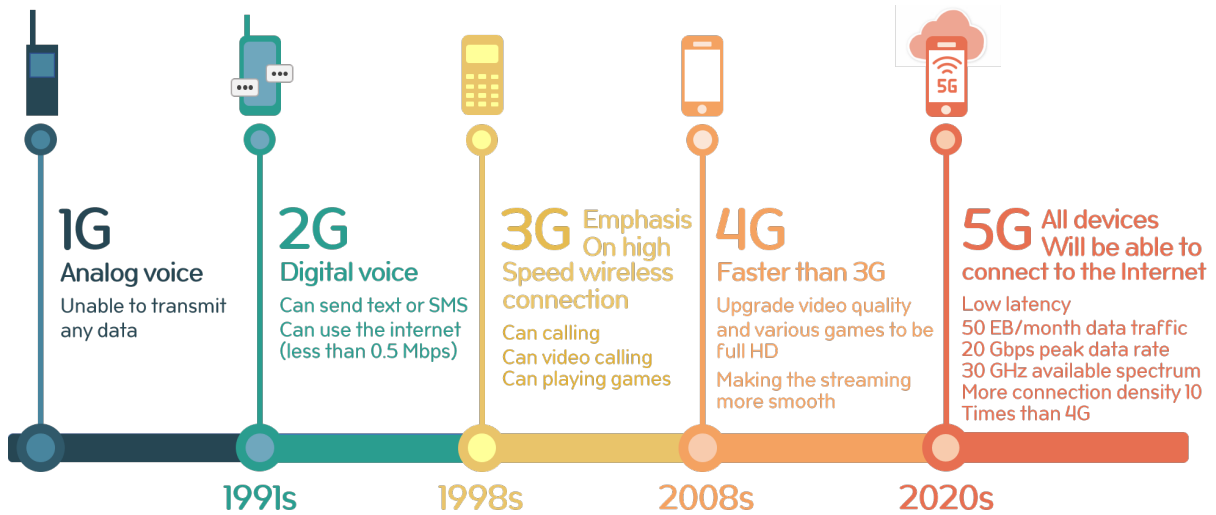 5G
1G
Analog voice
Unable to transmit
any data
2G
Digital voice
Can send text or SMS
Can use the internet
(less than 0.5 Mbps)
3G Emphasis
On high
Speed wireless
connection
Can calling
Can video calling
Can playing games
4G
Faster than 3G
Upgrade video quality
and various games to be
full HD
Making the streaming
more smooth
5G All devices
Will be able to
connect to the Internet
Low latency
50 EB/month data traffic
20 Gbps peak data rate
30 GHz available spectrum
More connection density 10
Times than 4G
1991s
1998s
2008s
2020s